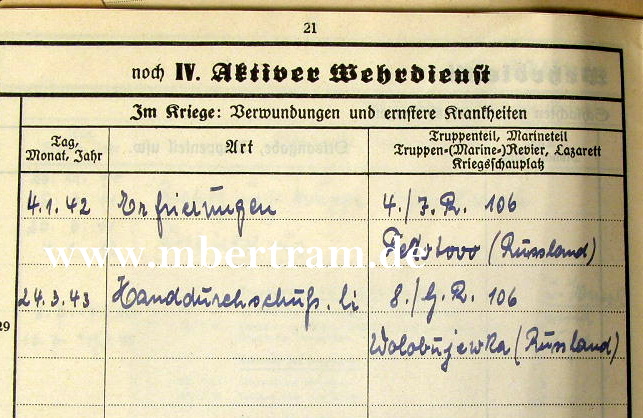 21
noch IV. Aktiver Wehrdienst
Im Kriege: Verwundungen und ernstere Krankheiten
Tag, Monat, Jahr
Art
Truppenteil, Marineteil
Truppen-(Marine-)Revier, Lazarett
Kriegsschauplatz
4.1.42 Erfrierungen 4./J.R. 106
(Russland)
www.mbertram.de
24.3.43 Handdurchschuß. li 8./G.R. 106
Wolobujewka (Russland)
29